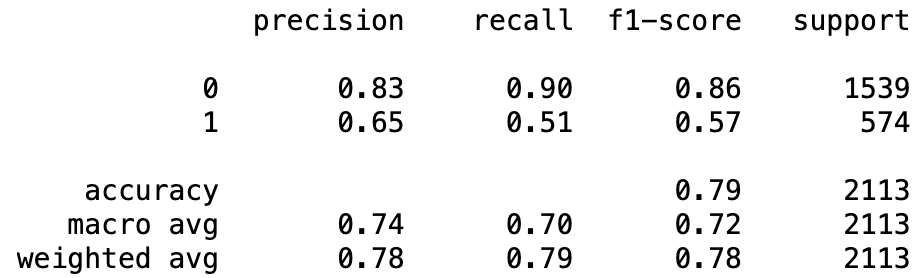 precision recall f1-score support
0 0.83 0.90 0.86 1539
1 0.65 0.51 0.57 574
accuracy 0.79 2113
macro avg 0.74 0.70 0.72 2113
weighted avg 0.78 0.79 0.78 2113